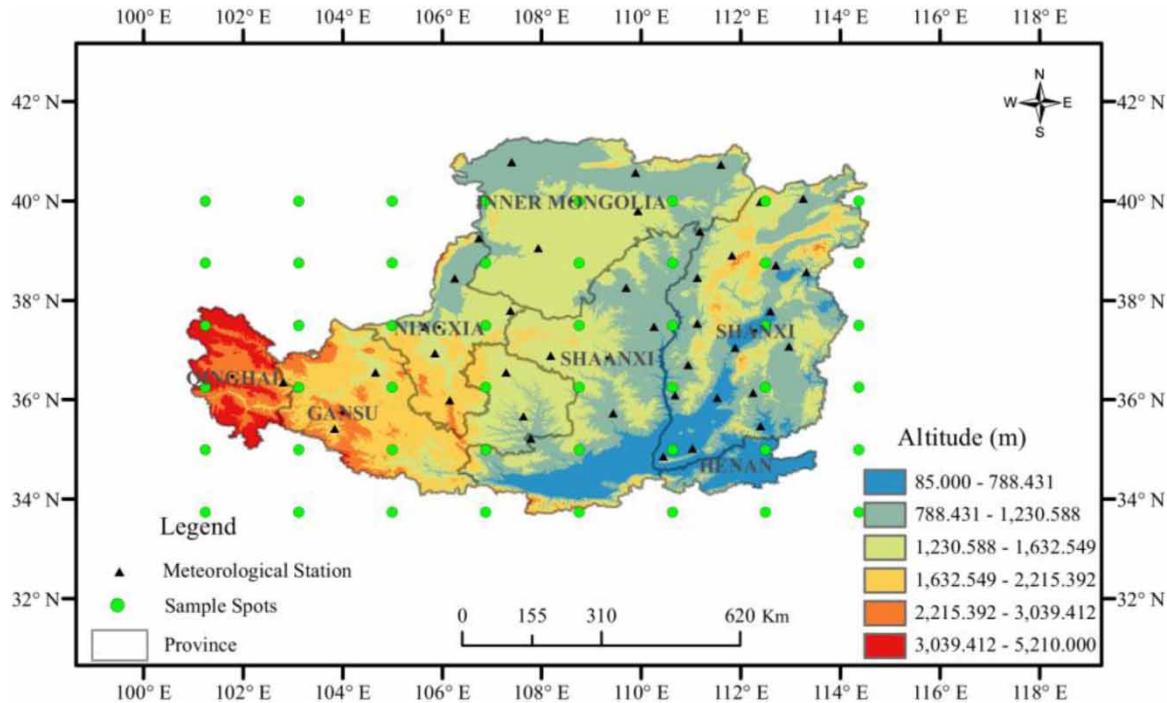 100° E 102° E 104° E 106° E 108° E 110° E 112° E 114° E 116° E 118° E
N
W E
S
42° N 42° N
40° N 40° N
INNER MONGOLIA
38° N 38° N
NINGXIA SHANXI
SHAANXI
QINGHAI
36° N 36° N
GANSU
HENAN
34° N 34° N
32° N 32° N
Legend
Meteorological Station
Sample Spots
Province
0 155 310 620 Km
Altitude (m)
85.000 - 788.431
788.431 - 1,230.588
1,230.588 - 1,632.549
1,632.549 - 2,215.392
2,215.392 - 3,039.412
3,039.412 - 5,210.000
100° E 102° E 104° E 106° E 108° E 110° E 112° E 114° E 116° E 118° E